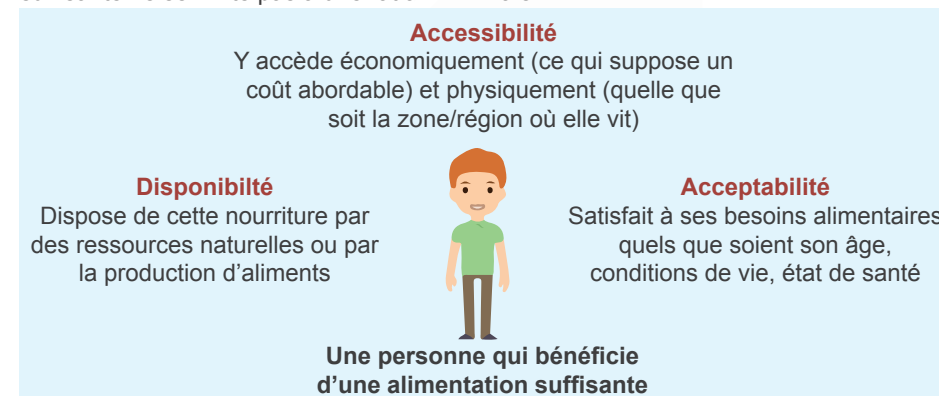 Accessibilité
Y accède économiquement (ce qui suppose un
coût abordable) et physiquement (quelle que
soit la zone/région où elle vit)
Disponibilté
Dispose de cette nourriture par
des ressources naturelles ou par
la production d’aliments
Acceptabilité
Satisfait à ses besoins alimentaires
quels que soient son âge,
conditions de vie, état de santé
Une personne qui bénéficie
d’une alimentation suffisante